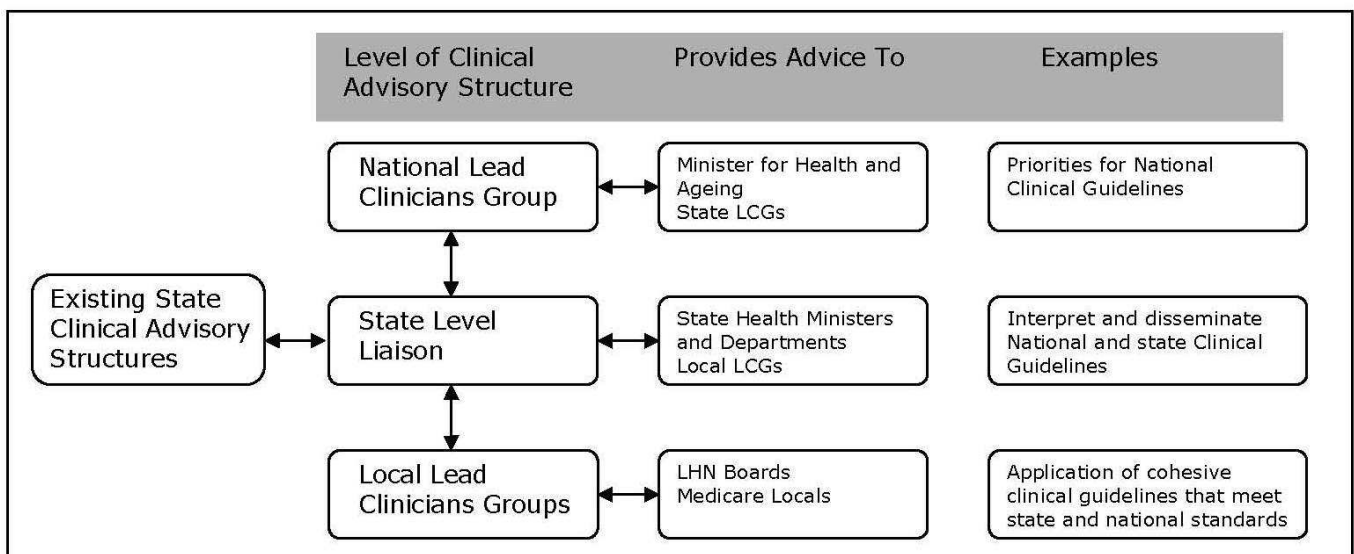 Level of Clinical
Advisory Structure
Provides Advice To
Examples
National Lead
Clinicians Group
Minister for Health and
Ageing
State LCGs
Priorities for National
Clinical Guidelines
Existing State
Clinical Advisory
Structures
State Level
Liaison
State Health Ministers
and Departments
Local LCGs
Interpret and disseminate
National and state Clinical
Guidelines
Local Lead
Clinicians Groups
LHN Boards
Medicare Locals
Application of cohesive
clinical guidelines that meet
state and national standards